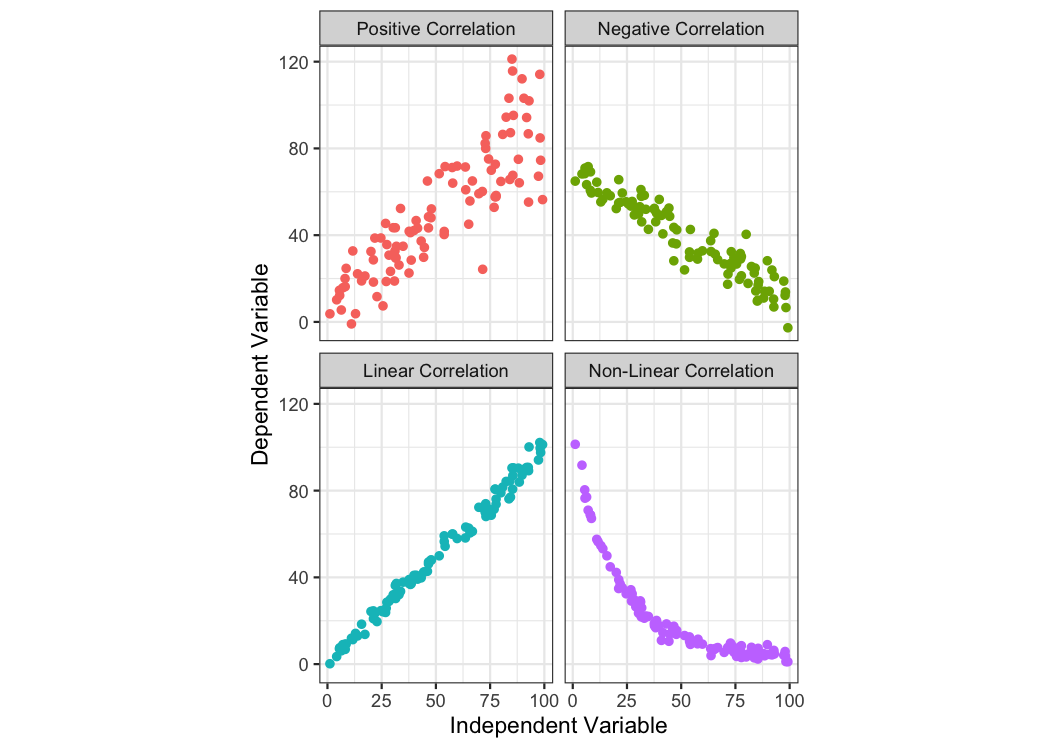 Positive Correlation
Negative Correlation
120
80
40
0
Linear Correlation
Non-Linear Correlation
120
80
40
0
0 25 50 75 100
0 25 50 75 100
Dependent Variable
Independent Variable